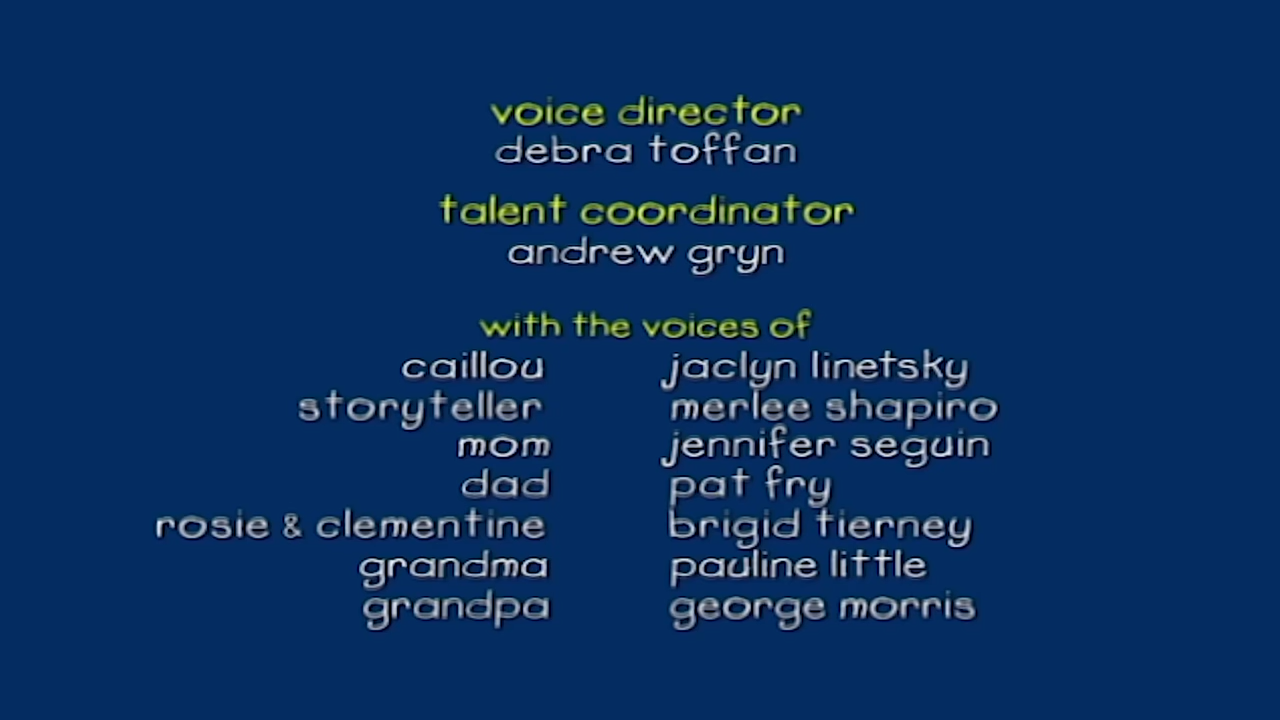 voice director
debra toffan
talent coordinator
andrew gryn
with the voices of
caillou jaclyn linetsky
storyteller merlee shapiro
mom jennifer seguin
dad pat fry
rosie & clementine brigid tierney
grandma pauline little
grandpa george morris